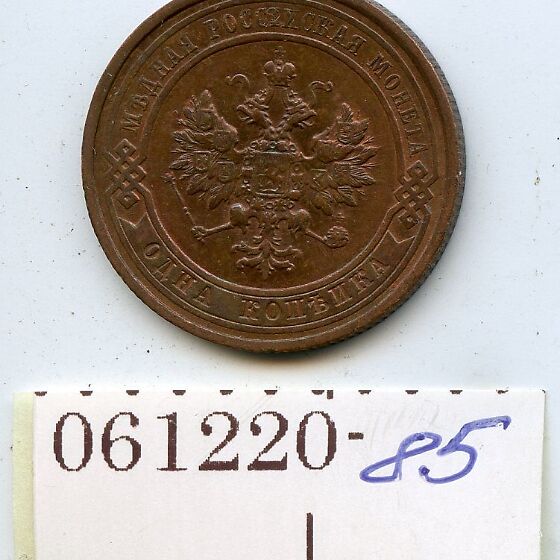 МѢДНАЯ РОССІЙСКАЯ МОНЕТА
ОДНА КОПѢЙКА
061220-85